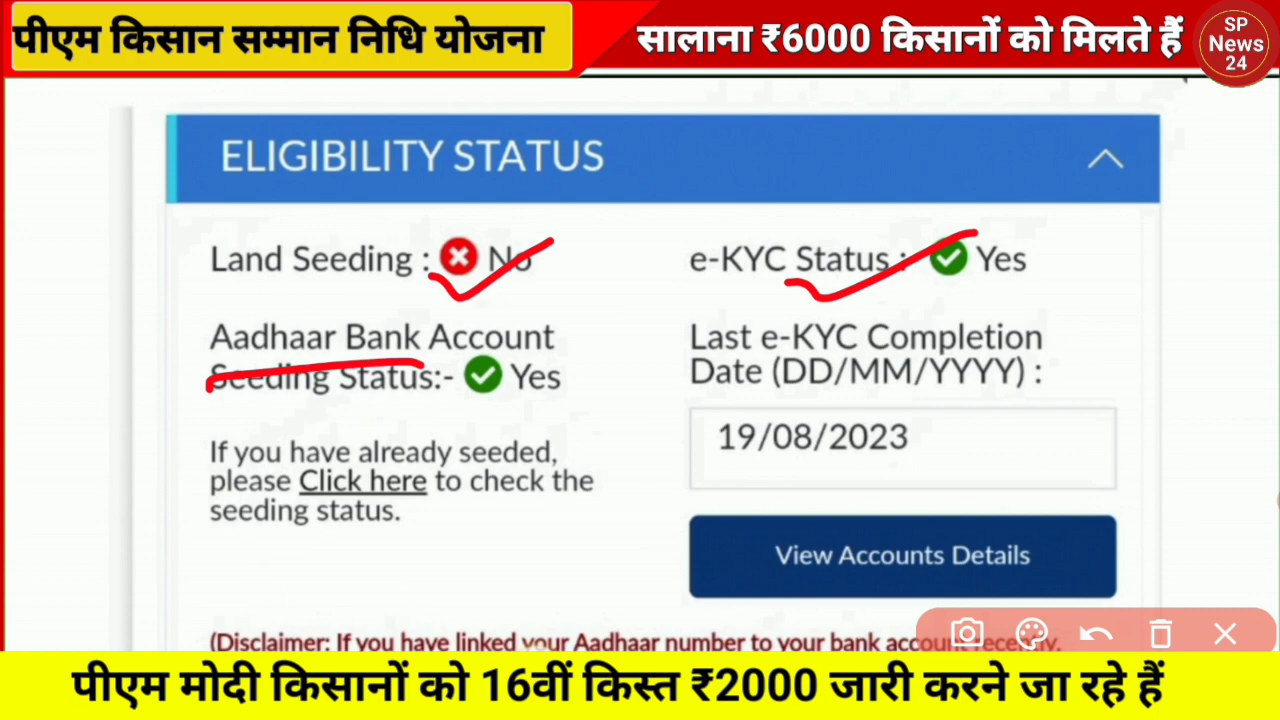 पीएम किसान सम्मान निधि योजना
सालाना ₹6000 किसानों को मिलते हैं
SP
News
24
ELIGIBILITY STATUS
Land Seeding : No
e-KYC Status : Yes
Aadhaar Bank Account
Seeding Status:- Yes
Last e-KYC Completion
Date (DD/MM/YYYY) :
19/08/2023
If you have already seeded,
please Click here to check the
seeding status.
View Accounts Details
(Disclaimer: If you have linked your Aadhaar number to your bank account recently.
पीएम मोदी किसानों को 16वीं किस्त ₹2000 जारी करने जा रहे हैं